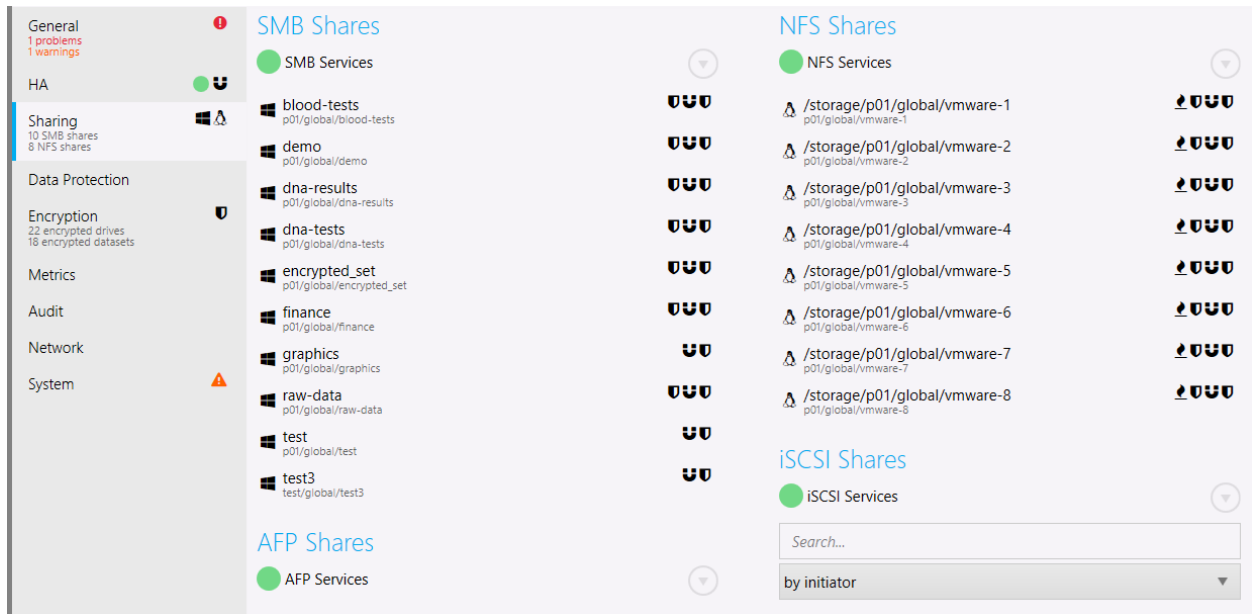 General
1 problems
1 warnings
HA
Sharing
10 SMB shares
8 NFS shares
Data Protection
Encryption
22 encrypted drives
18 encrypted datasets
Metrics
Audit
Network
System
SMB Shares
SMB Services
blood-tests
p01/global/blood-tests
demo
p01/global/demo
dna-results
p01/global/dna-results
dna-tests
p01/global/dna-tests
encrypted_set
p01/global/encrypted_set
finance
p01/global/finance
graphics
p01/global/graphics
raw-data
p01/global/raw-data
test
p01/global/test
test3
test/global/test3
AFP Shares
AFP Services
NFS Shares
NFS Services
/storage/p01/global/vmware-1
p01/global/vmware-1
/storage/p01/global/vmware-2
p01/global/vmware-2
/storage/p01/global/vmware-3
p01/global/vmware-3
/storage/p01/global/vmware-4
p01/global/vmware-4
/storage/p01/global/vmware-5
p01/global/vmware-5
/storage/p01/global/vmware-6
p01/global/vmware-6
/storage/p01/global/vmware-7
p01/global/vmware-7
/storage/p01/global/vmware-8
p01/global/vmware-8
iSCSI Shares
iSCSI Services
Search...
by initiator